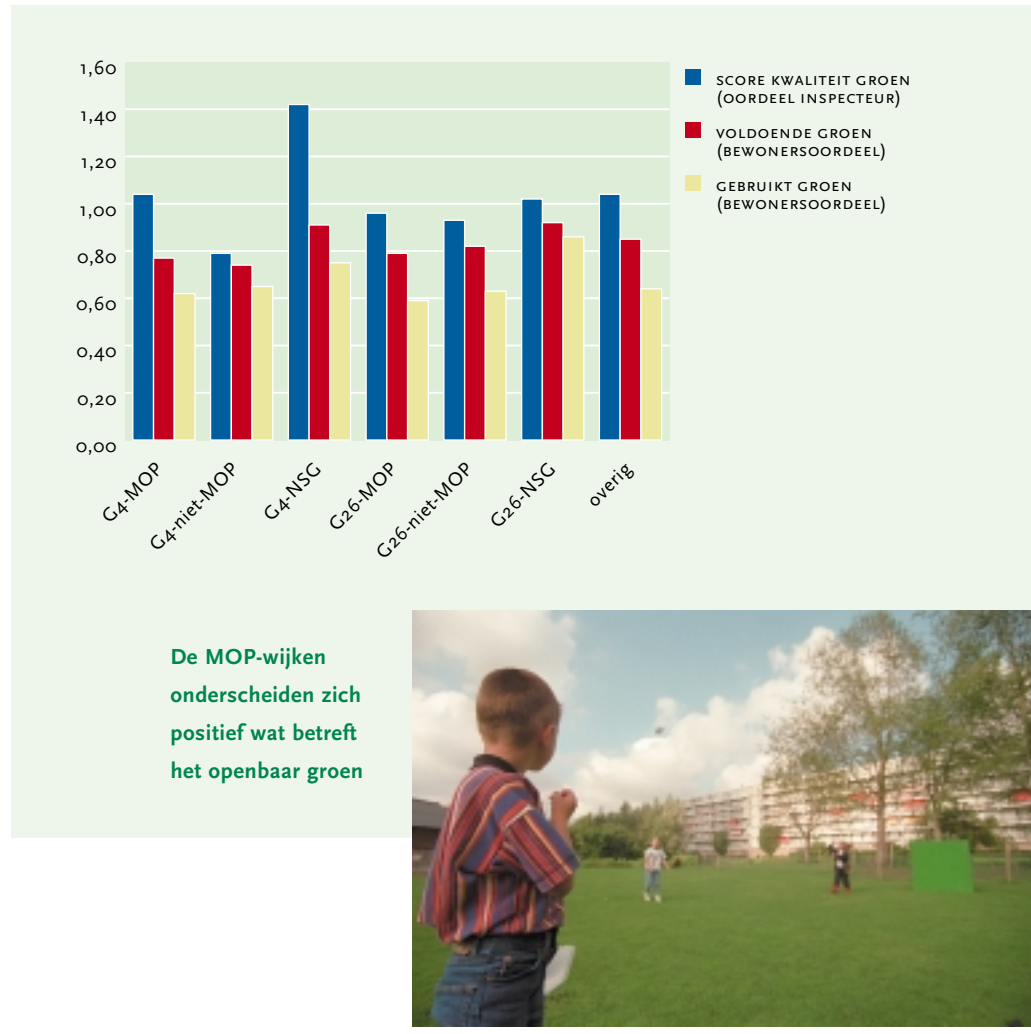 1,60
1,40
1,20
1,00
0,80
0,60
0,40
0,20
0,00
G4-MOP
G4-niet-MOP
G4-NSG
G26-MOP
G26-niet-MOP
G26-NSG
overig
SCORE KWALITEIT GROEN
(OORDEEL INSPECTEUR)
VOLDOENDE GROEN
(BEWONERSOORDEEL)
GEBRUIKT GROEN
(BEWONERSOORDEEL)
De MOP-wijken
onderscheiden zich
positief wat betreft
het openbaar groen